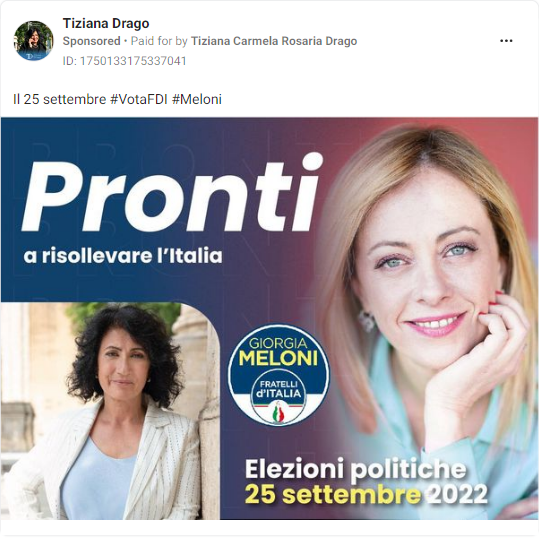 Tiziana Drago
Sponsored • Paid for by Tiziana Carmela Rosaria Drago
ID: 1750133175337041
Il 25 settembre #VotaFDI #Meloni
Pronti
a risollevare l'Italia
GIORGIA
MELONI
FRATELLI
d'ITALIA
Elezioni politiche
25 settembre 2022